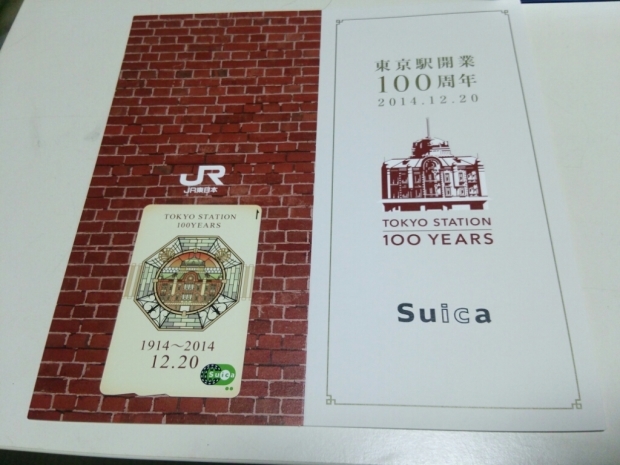 JR
JR東日本
TOKYO STATION
100YEARS
1914～2014
12.20
Suica
東京駅開業
100周年
2014.12.20
TOKYO STATION
100 YEARS
Suica